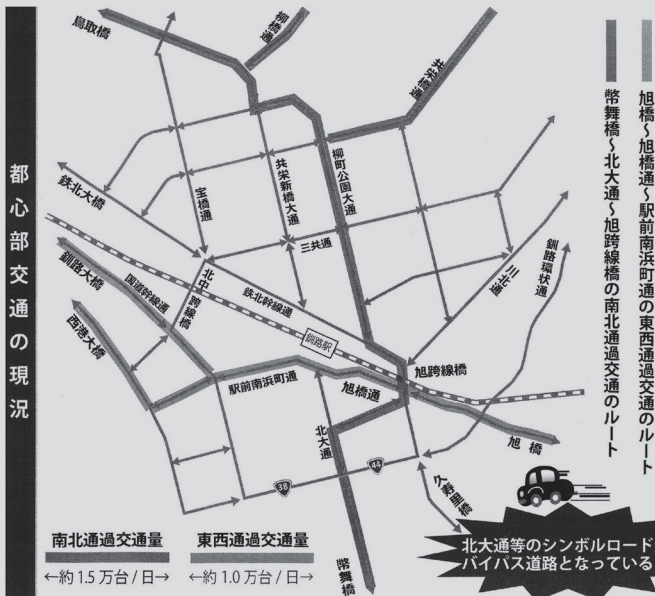 都心部交通の現況
鳥取橋
柳橋通
共栄橋通
旭橋～旭橋通～駅前南浜町通の東西通過交通のルート
幣舞橋～北大通～旭跨線橋の南北通過交通のルート
鉄北大橋
宝橋通
共栄新橋大通
柳町公園大通
三共通
川北通
釧路環状通
釧路大橋
国道幹線通
北中跨線橋
鉄北幹線通
西港大橋
釧路駅
旭跨線橋
駅前南浜町通
旭橋通
旭橋
北大通
38
44
久寿里橋
幣舞橋
南北通過交通量
←約1.5万台/日→
東西通過交通量
←約1.0万台/日→
北大通等のシンボルロード
バイパス道路となっている